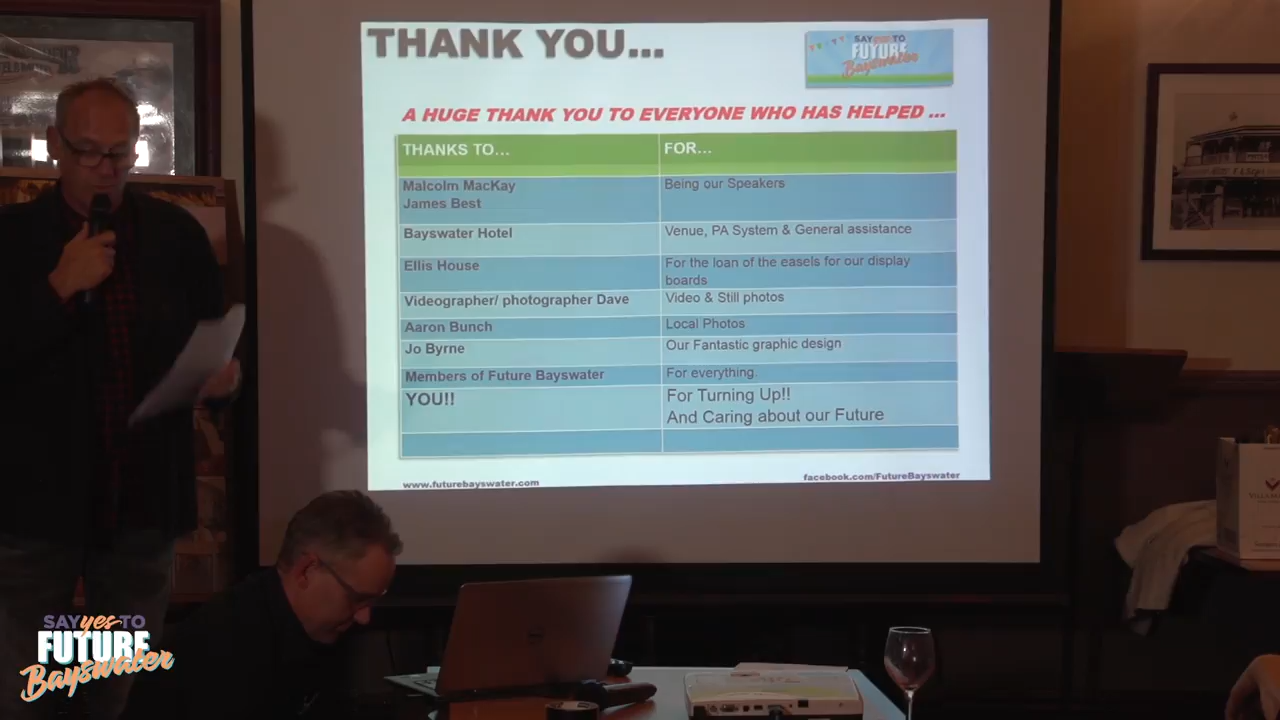 THANK YOU...
SAY yes TO
FUTURE
Bayswater
A HUGE THANK YOU TO EVERYONE WHO HAS HELPED ...
THANKS TO... FOR...
Malcolm MacKay Being our Speakers
James Best
Bayswater Hotel Venue, PA System & General assistance
Ellis House For the loan of the easels for our display
boards
Videographer/ photographer Dave Video & Still photos
Aaron Bunch Local Photos
Jo Byrne Our Fantastic graphic design
Members of Future Bayswater For everything.
YOU!! For Turning Up!!
And Caring about our Future
www.futurebayswater.com facebook.com/FutureBayswater
SAY yes TO
FUTURE
Bayswater